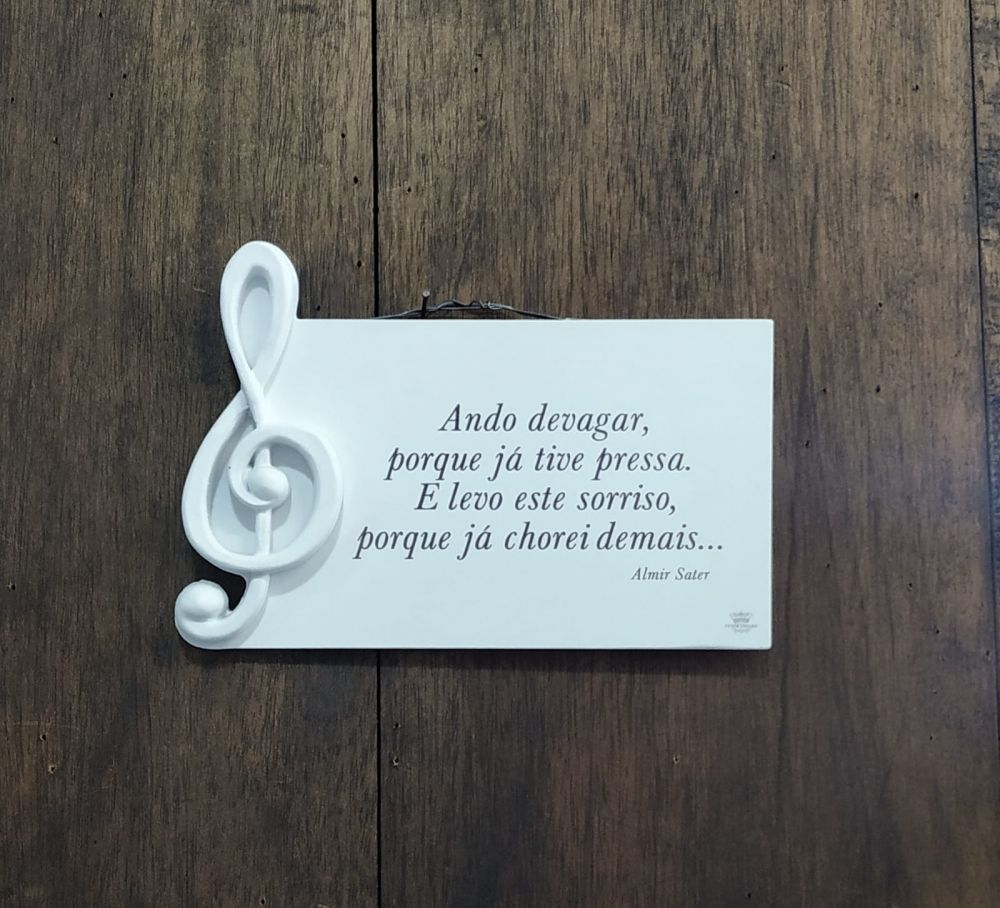 Ando devagar,
porque já tive pressa.
E levo este sorriso,
porque já chorei demais...
Almir Sater